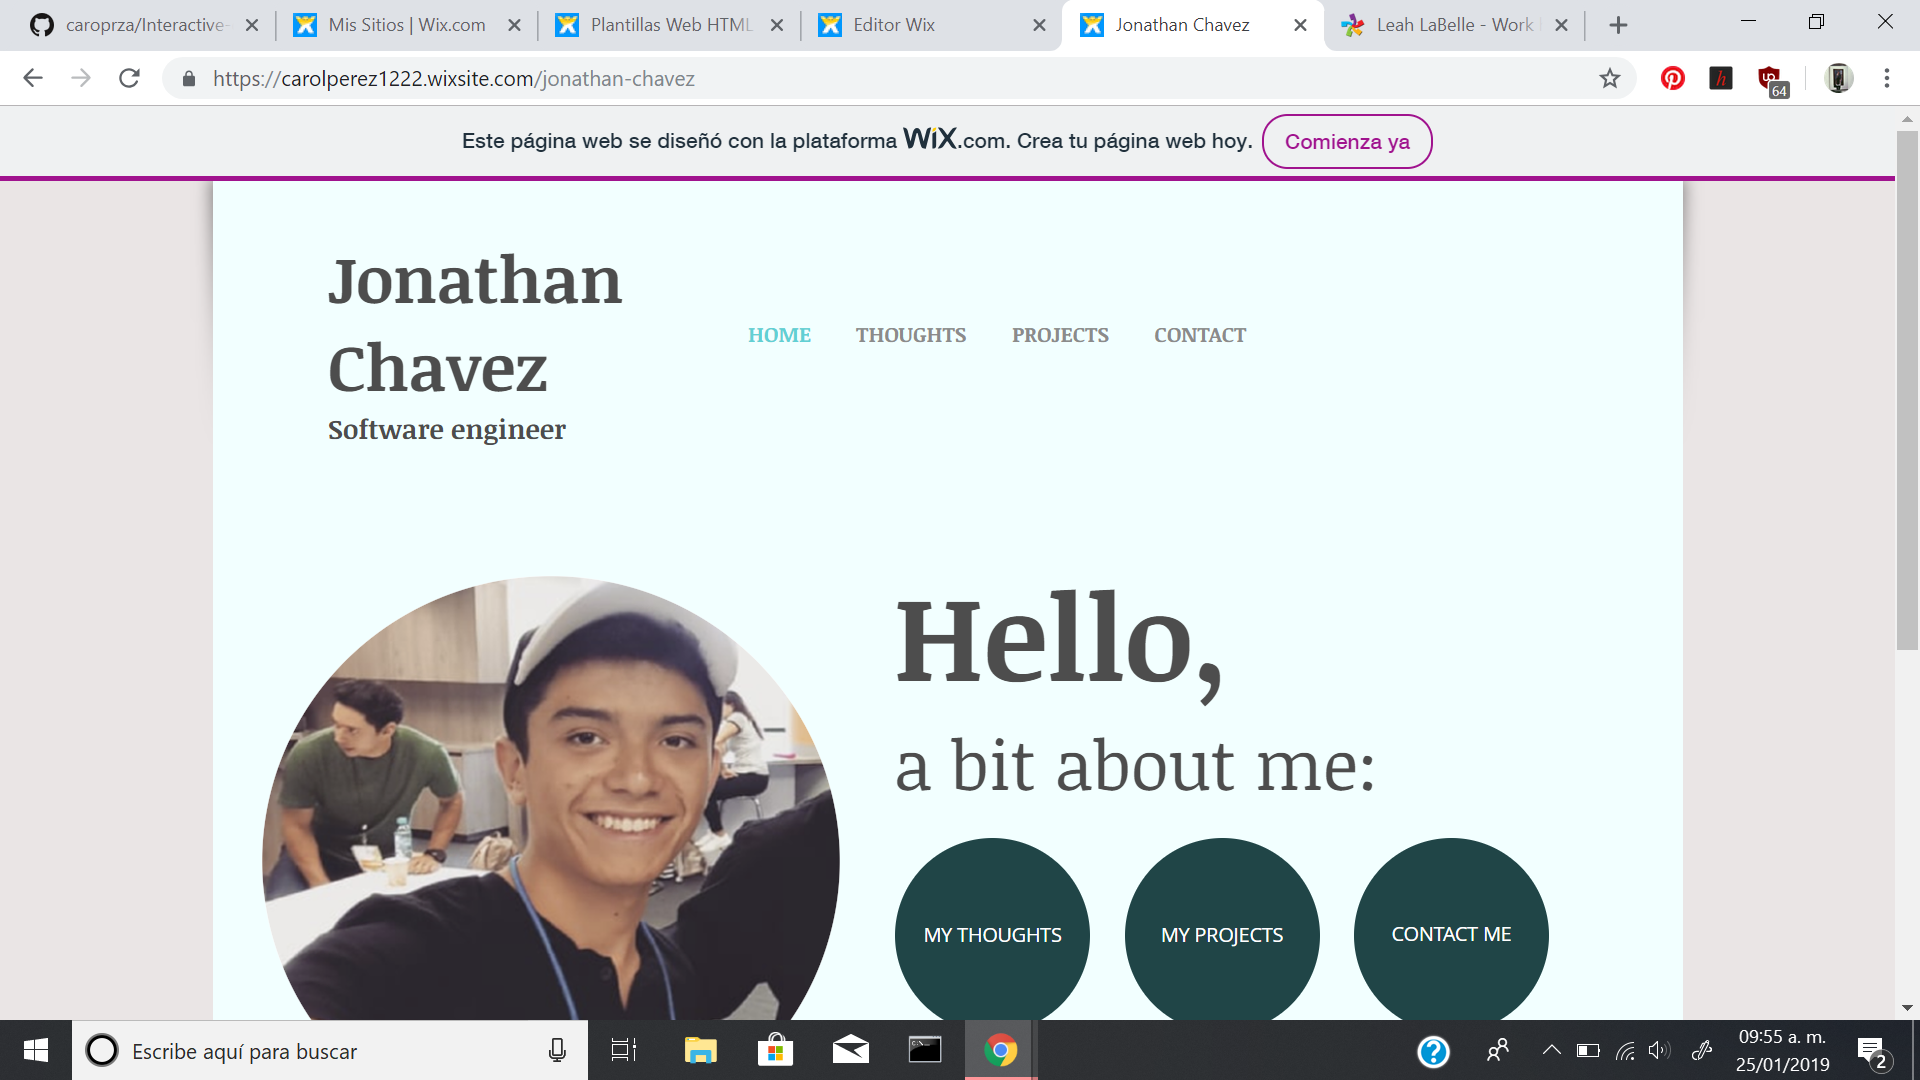 caroprza/Interactive-
Mis Sitios | Wix.com
Plantillas Web HTML
Editor Wix
Jonathan Chavez
Leah LaBelle - Work
https://carolperez1222.wixsite.com/jonathan-chavez
64
Este página web se diseñó con la plataforma WiX.com. Crea tu página web hoy.
Comienza ya
Jonathan
Chavez
Software engineer
HOME
THOUGHTS
PROJECTS
CONTACT
Hello,
a bit about me:
MY THOUGHTS
MY PROJECTS
CONTACT ME
Escribe aquí para buscar
09:55 a. m.
25/01/2019
2